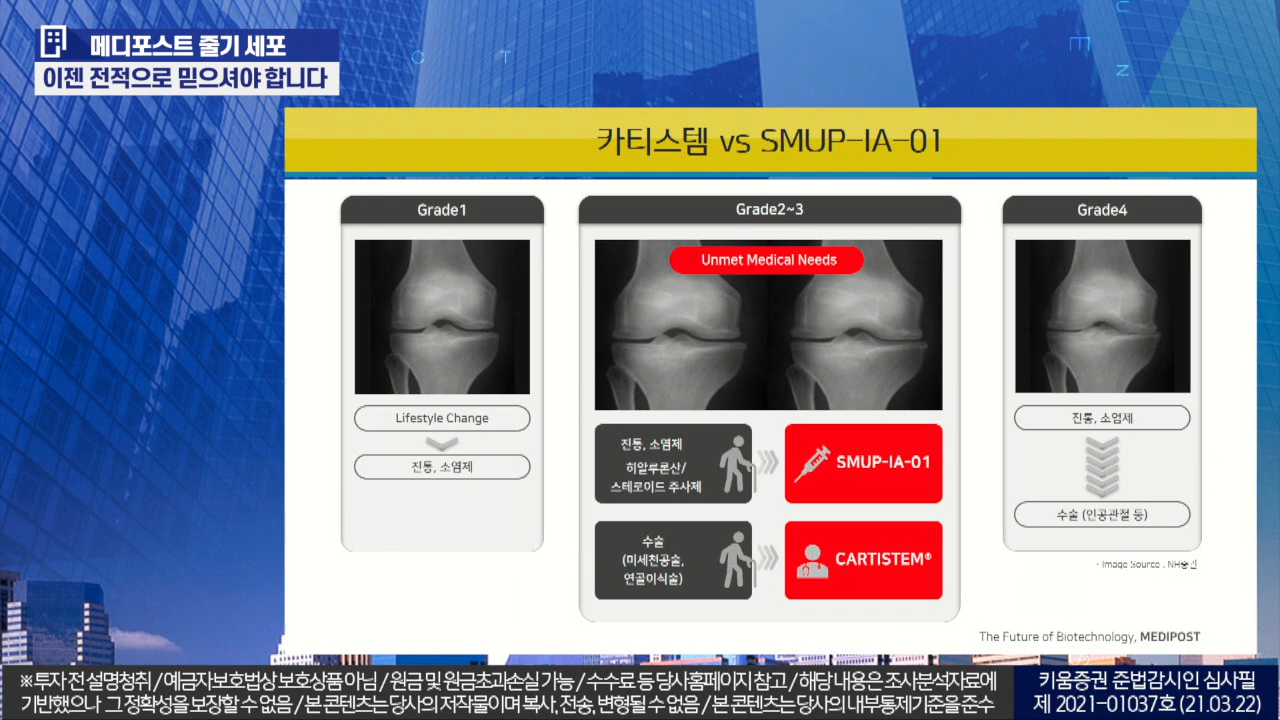 메디포스트 줄기 세포
이젠 전적으로 믿으셔야 합니다
C T
U
E
N
카티스템 vs SMUP-IA-01
Grade1
Lifestyle Change
진통, 소염제
Grade2~3
Unmet Medical Needs
진통, 소염제
히알루론산/
스테로이드 주사제
SMUP-IA-01
수술
(미세천공술,
연골이식술)
CARTISTEM®
Grade4
진통, 소염제
수술 (인공관절 등)
· Image Source : NH증권
The Future of Biotechnology, MEDIPOST
※투자 전 설명청취 / 예금자보호법상 보호상품 아님 / 원금 및 원금초과손실 가능 / 수수료 등 당사홈페이지 참고 / 해당 내용은 조사분석자료에
기반했으나 그 정확성을 보장할 수 없음 / 본 콘텐츠는 당사의 저작물이며 복사, 전송, 변형될 수 없음 / 본 콘텐츠는 당사의 내부통제기준을 준수
키움증권 준법감시인 심사필
제 2021-01037호 (21.03.22)